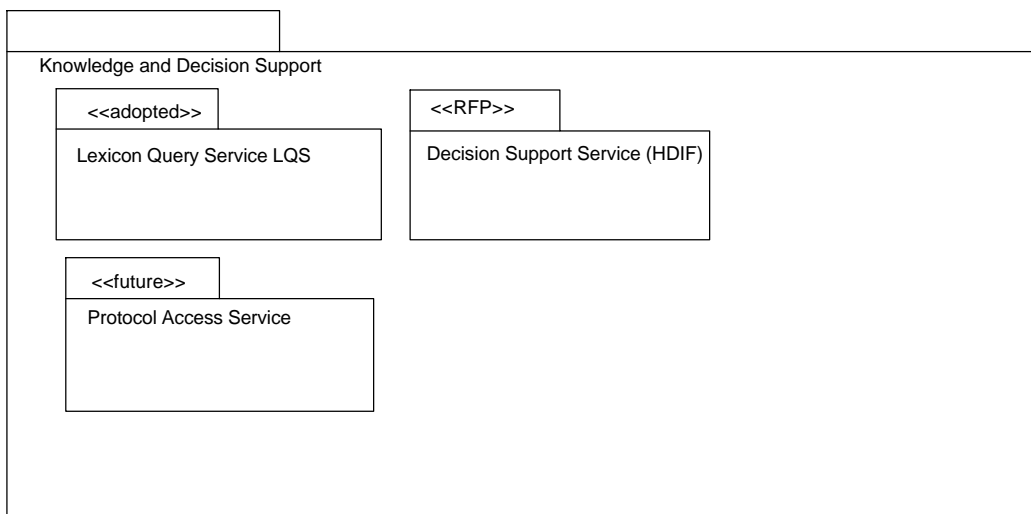 Knowledge and Decision Support
<<adopted>>
Lexicon Query Service LQS
<<RFP>>
Decision Support Service (HDIF)
<<future>>
Protocol Access Service